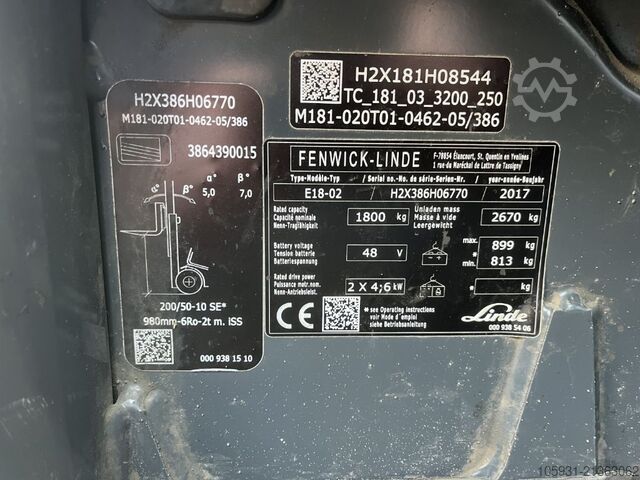 H2X386H06770
M181-020T01-0462-05/386
3864390015
α° β°
α° β°
5,0 7,0
200/50-10 SE*
980mm-6Ro-2t m. iSS
000 938 15 10
H2X181H08544
TC_181_03_3200_250
M181-020T01-0462-05/386
FENWICK-LINDE
F-78854 Élancourt, St. Quentin en Yvelines
1 rue du Maréchal de Lattre de Tassigny
Type-Modèle-Typ / Serial no.-No. de série-Serien-Nr. / year-année-Baujahr
E18-02 / H2X386H06770 / 2017
Rated capacity
Capacité nominale
Nenn-Tragfähigkeit
1800 kg
Unladen mass
Masse à vide
Leergewicht
2670 kg
Battery voltage
Tension batterie
Batteriespannung
48 V
max. 899 kg
* min. 813 kg
Rated drive power
Puissance motr.nom.
Nenn-Antriebsleist.
2 X 4,6 kW
* kg
CE
* see Operating instructions
voir Mode d'emploi
siehe Betriebsanleitung
Linde
000 938 54 06
Machineseeker
105931-21383062